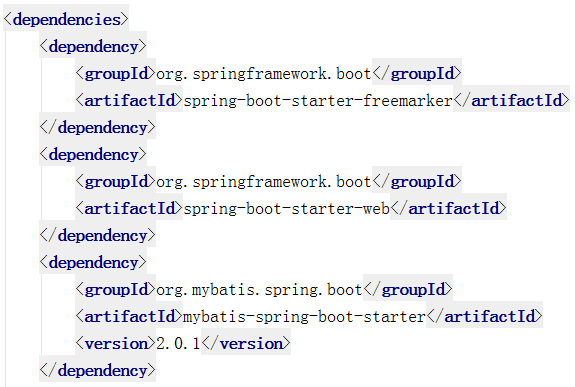 <dependencies>
<dependency>
<groupId>org.springframework.boot</groupId>
<artifactId>spring-boot-starter-freemarker</artifactId>
</dependency>
<dependency>
<groupId>org.springframework.boot</groupId>
<artifactId>spring-boot-starter-web</artifactId>
</dependency>
<dependency>
<groupId>org.mybatis.spring.boot</groupId>
<artifactId>mybatis-spring-boot-starter</artifactId>
<version>2.0.1</version>
</dependency>